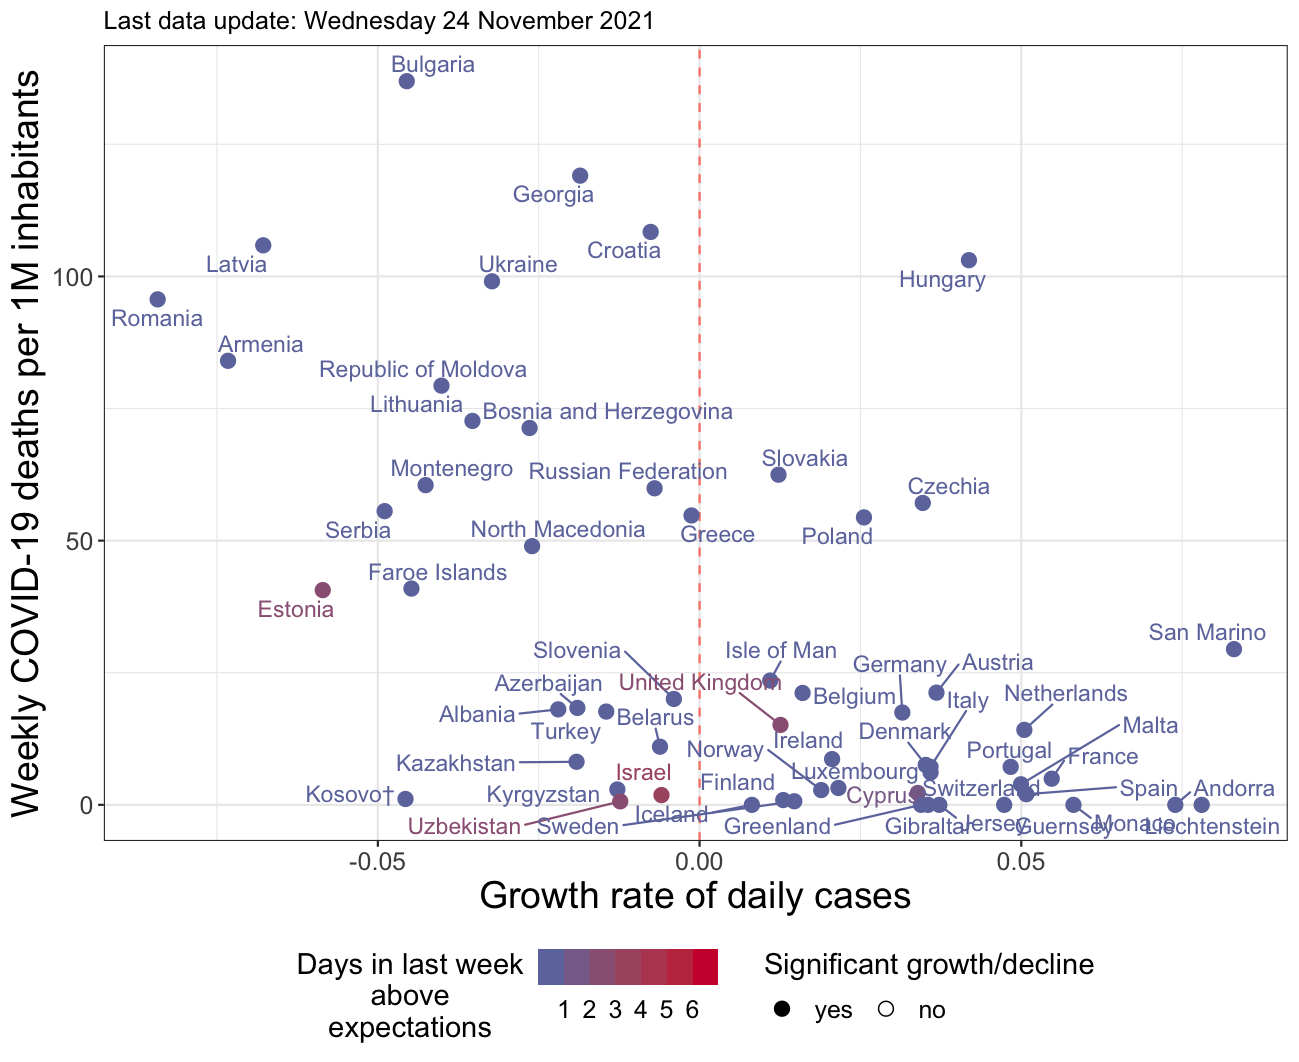 Last data update: Wednesday 24 November 2021
Weekly COVID-19 deaths per 1M inhabitants
Bulgaria
Georgia
Croatia
Latvia
Ukraine
100
Hungary
Romania
Armenia
Republic of Moldova
Lithuania
Bosnia and Herzegovina
Slovakia
Montenegro
Russian Federation
Czechia
Serbia
North Macedonia
Greece
Poland
50
Faroe Islands
Estonia
San Marino
Slovenia
Isle of Man
Germany
Austria
Azerbaijan
United Kingdom
Belgium
Italy
Netherlands
Albania
Belarus
Turkey
Denmark
Malta
Norway
Ireland
Portugal
France
Kazakhstan
Israel
Luxembourg
Finland
Switzerland
Kosovo†
Kyrgyzstan
Cyprus
Spain
Andorra
0
Iceland
Uzbekistan
Sweden
Greenland
Gibraltar
Jersey
Guernsey
Monaco
Liechtenstein
-0.05
0.00
0.05
Growth rate of daily cases
Days in last week
above
expectations
1 2 3 4 5 6
Significant growth/decline
yes
no